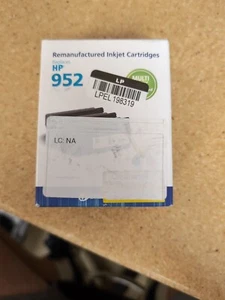 Remanufactured Inkjet Cartridges
HP
952
MULTI
LP
LPEL198319
LC: NA